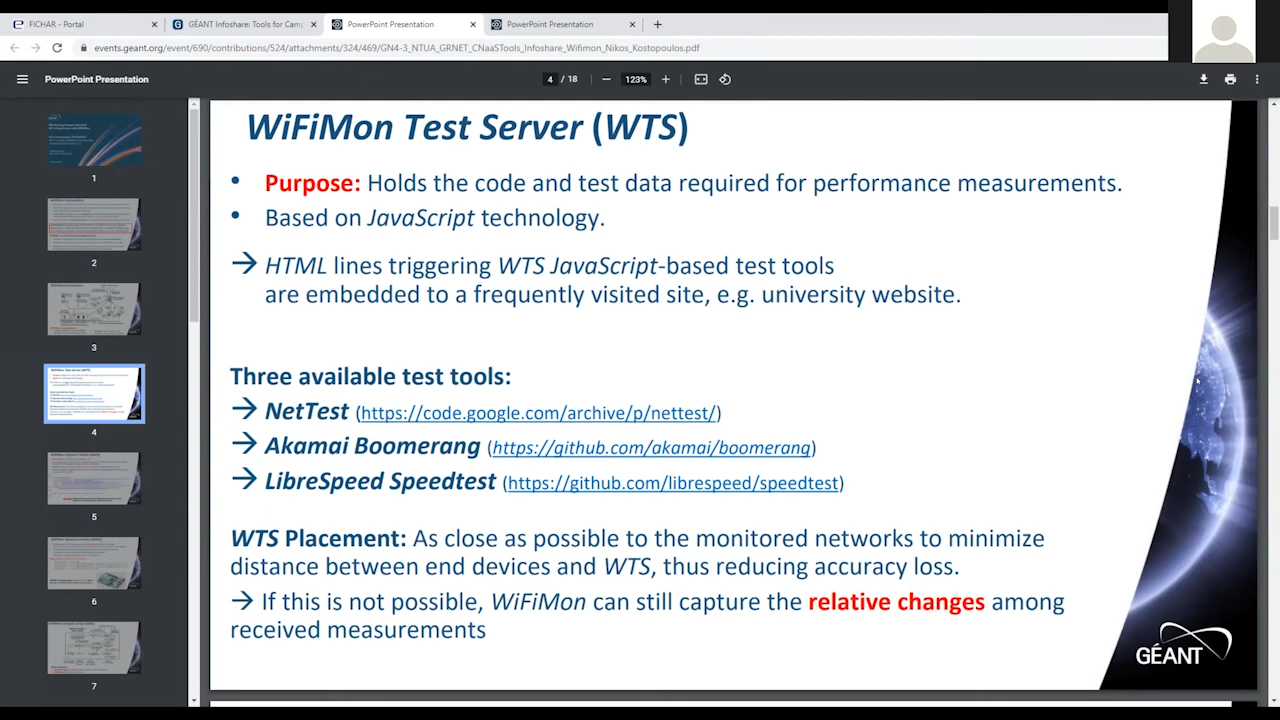 FICHAR - Portal
GÉANT Infoshare: Tools for Cam
PowerPoint Presentation
PowerPoint Presentation
events.geant.org/event/690/contributions/524/attachments/324/469/GN4-3_NTUA_GRNET_CNaaSTools_Infoshare_Wifimon_Nikos_Kostopoulos.pdf
PowerPoint Presentation
4 / 18
123%
1
2
3
4
5
6
7
WiFiMon Test Server (WTS)
• Purpose: Holds the code and test data required for performance measurements.
• Based on JavaScript technology.
→ HTML lines triggering WTS JavaScript-based test tools
are embedded to a frequently visited site, e.g. university website.
Three available test tools:
→ NetTest (https://code.google.com/archive/p/nettest/)
→ Akamai Boomerang (https://github.com/akamai/boomerang)
→ LibreSpeed Speedtest (https://github.com/librespeed/speedtest)
WTS Placement: As close as possible to the monitored networks to minimize
distance between end devices and WTS, thus reducing accuracy loss.
→ If this is not possible, WiFiMon can still capture the relative changes among
received measurements
GÉANT